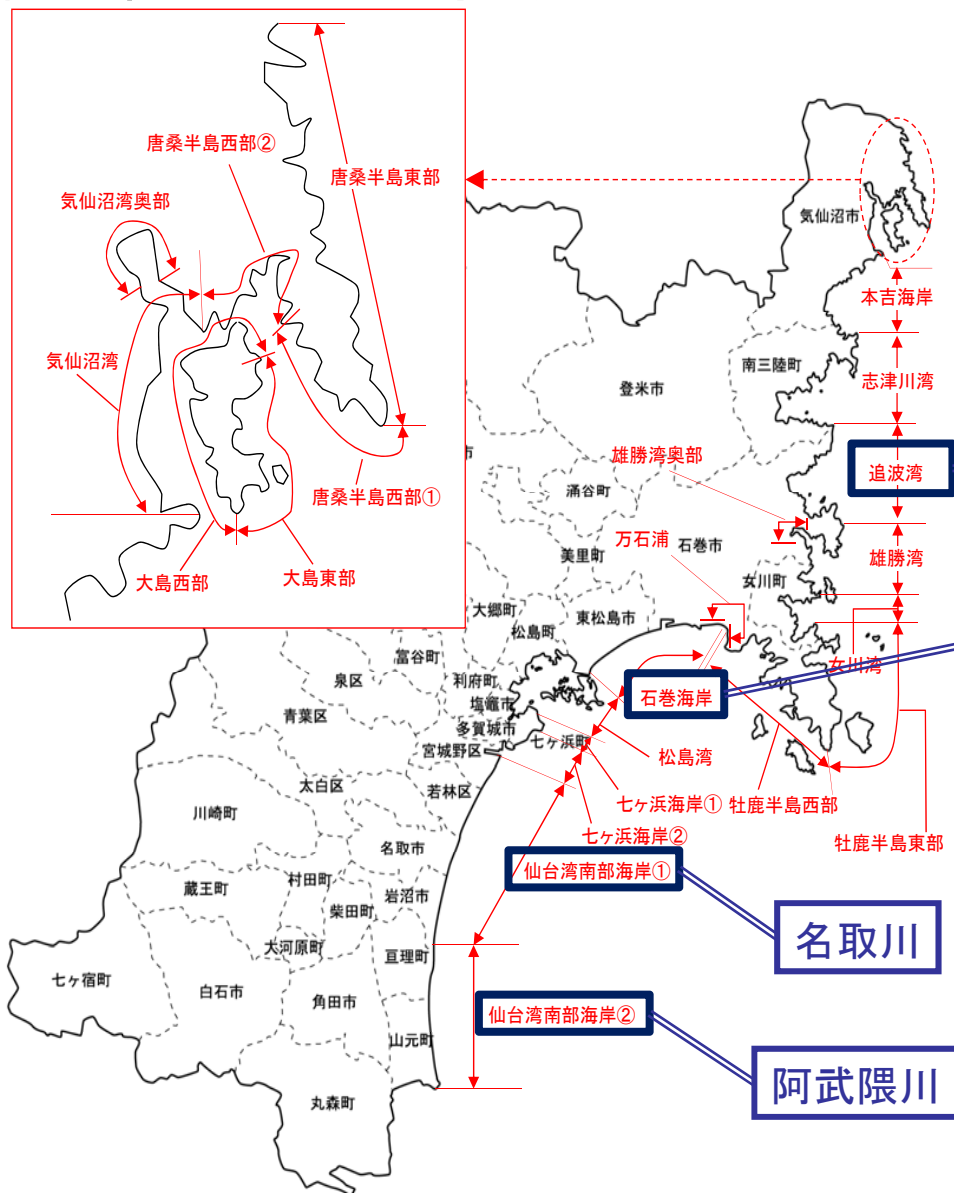 唐桑半島西部②
唐桑半島東部
気仙沼湾奥部
気仙沼湾
唐桑半島西部①
大島西部
大島東部
気仙沼市
本吉海岸
南三陸町
志津川湾
登米市
雄勝湾奥部
追波湾
市
涌谷町
万石浦
石巻市
美里町
雄勝湾
女川町
大郷町
東松島市
松島町
富谷町
女川湾
泉区
利府町
石巻海岸
塩竈市
青葉区
多賀城市
七ヶ浜町
宮城野区
松島湾
太白区
若林区
七ヶ浜海岸①
牡鹿半島西部
川崎町
七ヶ浜海岸②
牡鹿半島東部
名取市
仙台湾南部海岸①
村田町
蔵王町
岩沼市
柴田町
名取川
大河原町
亘理町
七ヶ宿町
白石市
角田市
仙台湾南部海岸②
山元町
阿武隈川
丸森町